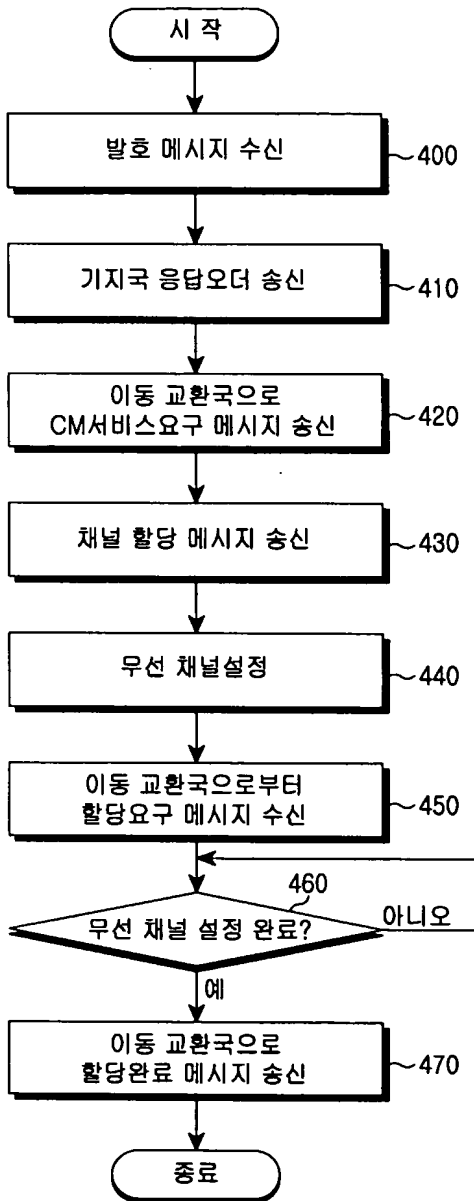 시 작
발호 메시지 수신
400
기지국 응답오더 송신
410
이동 교환국으로
CM서비스요구 메시지 송신
420
채널 할당 메시지 송신
430
무선 채널설정
440
이동 교환국으로부터
할당요구 메시지 수신
450
460
무선 채널 설정 완료?
아니오
예
이동 교환국으로
할당완료 메시지 송신
470
종료